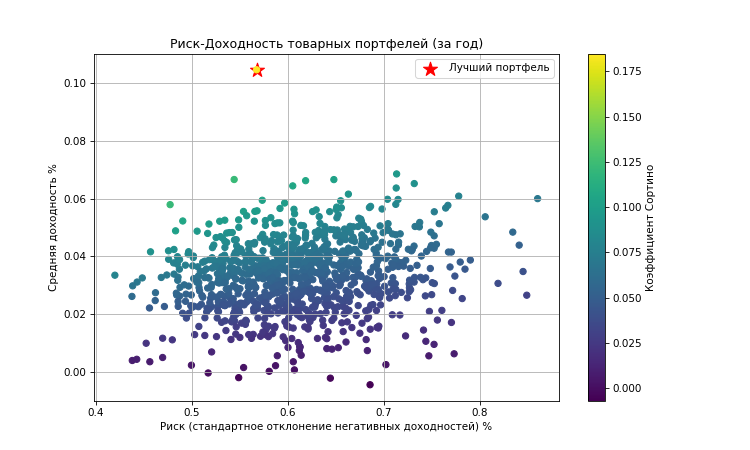 Риск-Доходность товарных портфелей (за год)
Лучший портфель
0.10
0.08
0.06
0.04
0.02
0.00
Средняя доходность %
0.4 0.5 0.6 0.7 0.8
Риск (стандартное отклонение негативных доходностей) %
0.175
0.150
0.125
0.100
0.075
0.050
0.025
0.000
Коэффициент Сортино